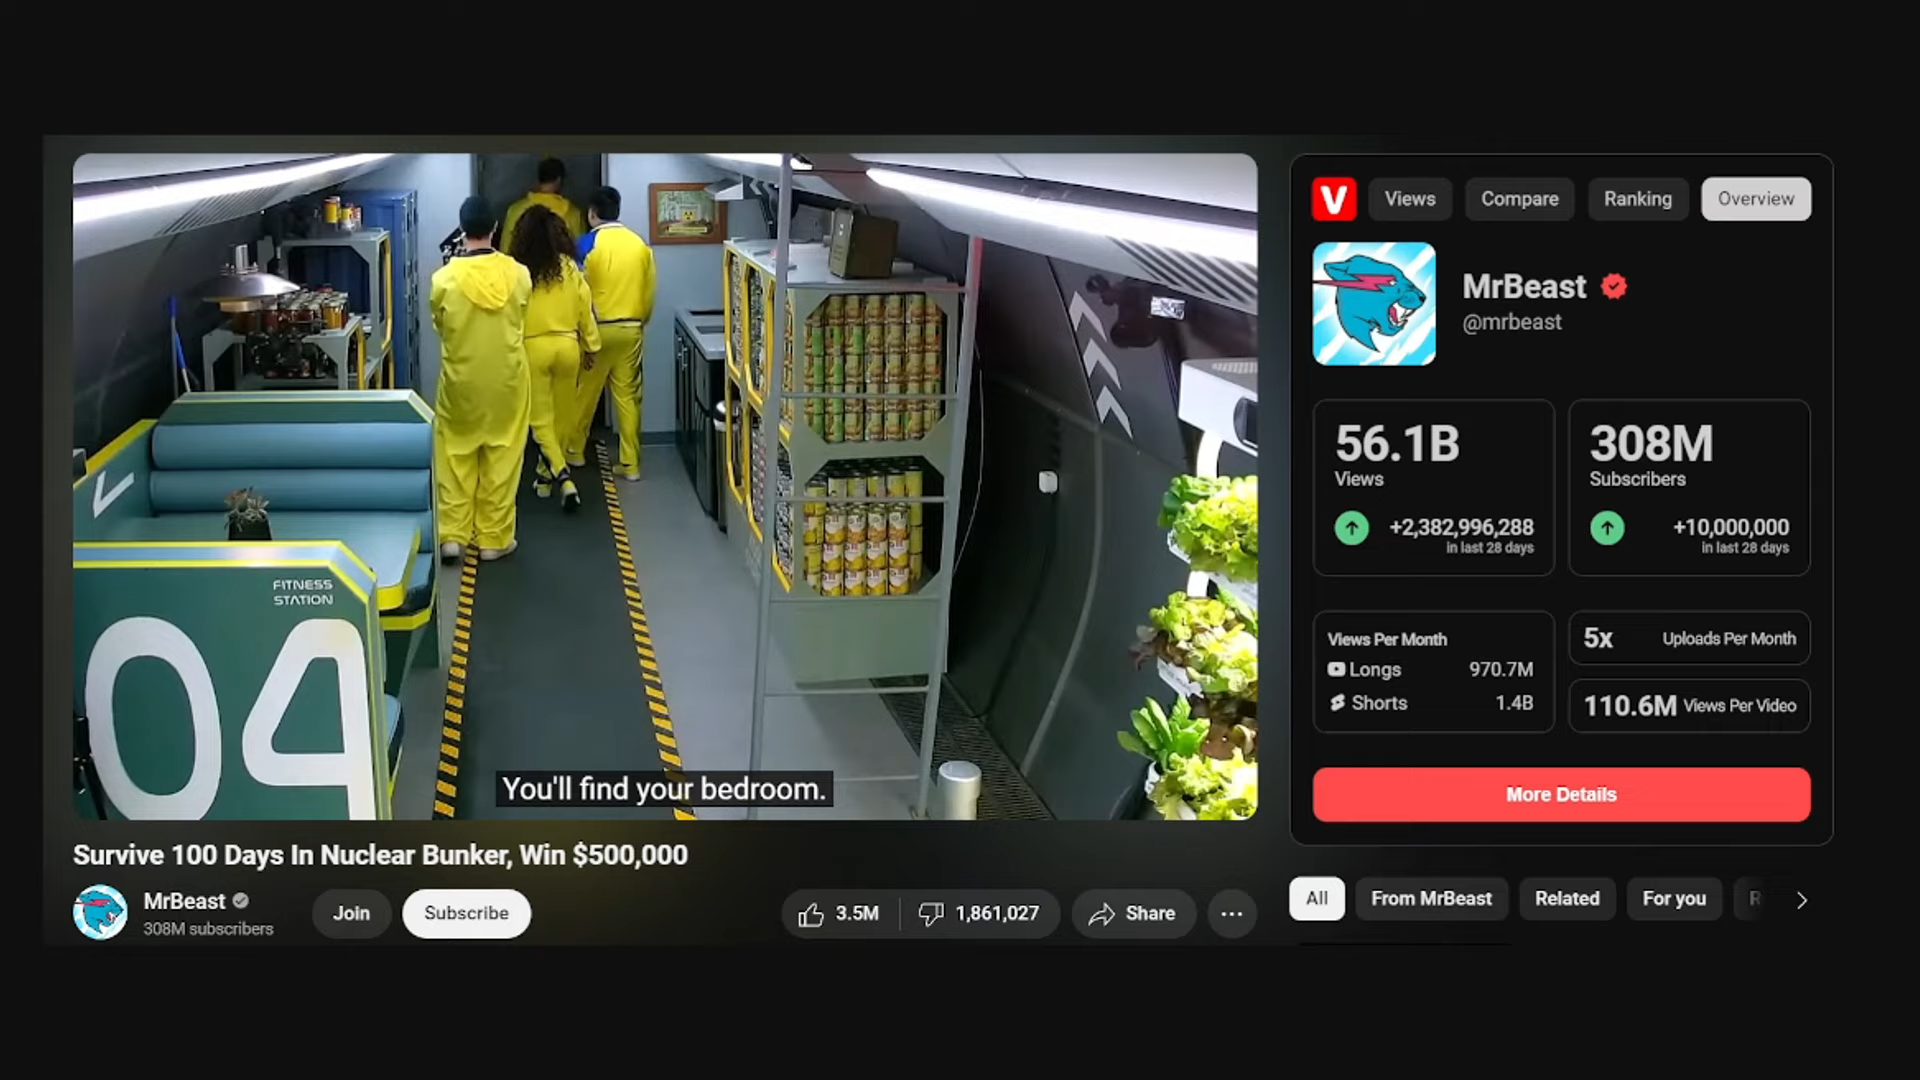 FITNESS
STATION
04
You'll find your bedroom.
Survive 100 Days In Nuclear Bunker, Win $500,000
MrBeast
308M subscribers
Join
Subscribe
3.5M
1,861,027
Share
V
Views
Compare
Ranking
Overview
MrBeast
@mrbeast
56.1B
Views
+2,382,996,288
in last 28 days
308M
Subscribers
+10,000,000
in last 28 days
Views Per Month
Longs 970.7M
Shorts 1.4B
5x Uploads Per Month
110.6M Views Per Video
More Details
All
From MrBeast
Related
For you
R